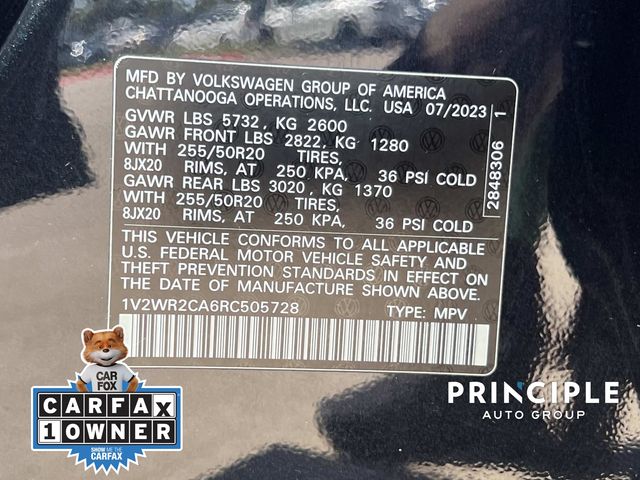 MFD BY VOLKSWAGEN GROUP OF AMERICA
CHATTANOOGA OPERATIONS, LLC. USA 07/2023
GVWR LBS 5732, KG 2600
GAWR FRONT LBS 2822, KG 1280
WITH 255/50R20 TIRES,
8JX20 RIMS, AT 250 KPA, 36 PSI COLD
GAWR REAR LBS 3020, KG 1370
WITH 255/50R20 TIRES,
8JX20 RIMS, AT 250 KPA, 36 PSI COLD
THIS VEHICLE CONFORMS TO ALL APPLICABLE
U.S. FEDERAL MOTOR VEHICLE SAFETY AND
THEFT PREVENTION STANDARDS IN EFFECT ON
THE DATE OF MANUFACTURE SHOWN ABOVE.
1V2WR2CA6RC505728 TYPE: MPV
2848306 1
CAR
FOX
CARFAX
1 OWNER
SHOW ME THE
CARFAX
PRINCIPLE
AUTO GROUP